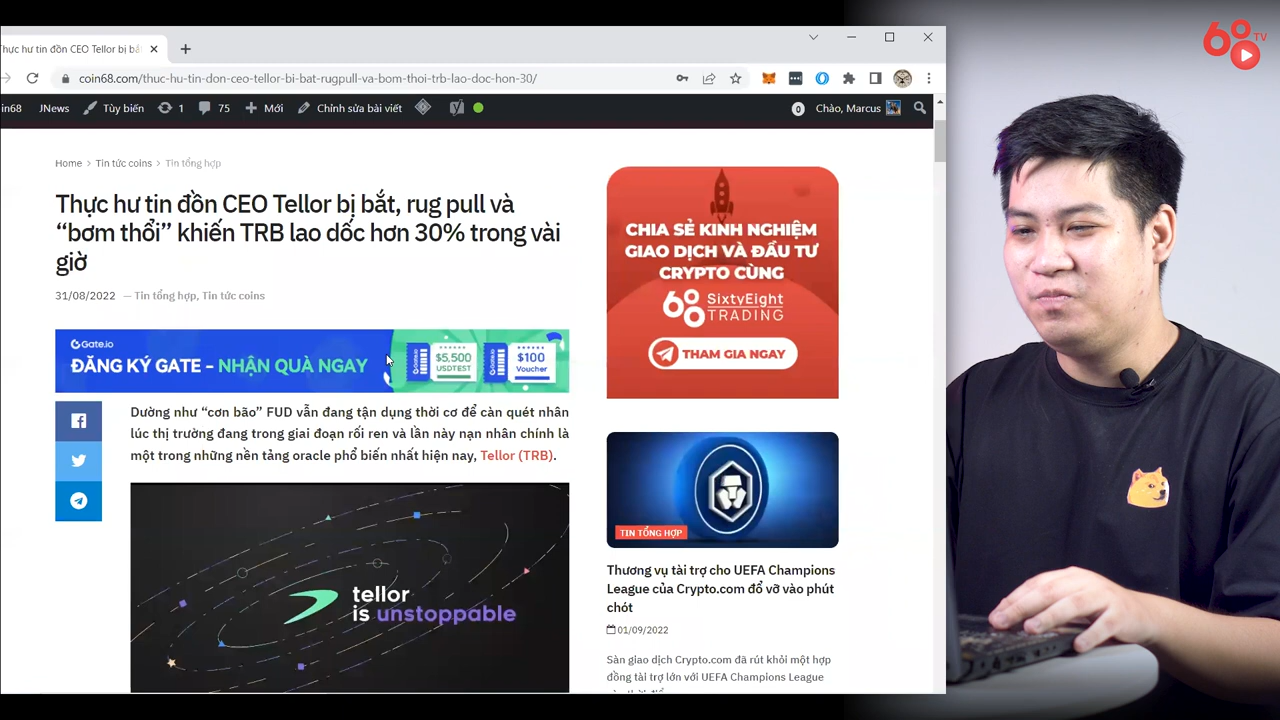 Thực hư tin đồn CEO Tellor bị bắ
68 TV
coin68.com/thuc-hu-tin-don-ceo-tellor-bi-bat-rugpull-va-bom-thoi-trb-lao-doc-hon-30/
in68 JNews Tùy biến 1 75 Mới Chỉnh sửa bài viết 0 Chào, Marcus
Home > Tin tức coins > Tin tổng hợp
Thực hư tin đồn CEO Tellor bị bắt, rug pull và
“bơm thổi” khiến TRB lao dốc hơn 30% trong vài
giờ
31/08/2022 — Tin tổng hợp, Tin tức coins
Gate.io
ĐĂNG KÝ GATE – NHẬN QUÀ NGAY
$5,500
USDTEST
$100
Voucher
Dường như “cơn bão” FUD vẫn đang tận dụng thời cơ để càn quét nhân
lúc thị trường đang trong giai đoạn rối ren và lần này nạn nhân chính là
một trong những nền tảng oracle phổ biến nhất hiện nay, Tellor (TRB).
tellor
is unstoppable
CHIA SẺ KINH NGHIỆM
GIAO DỊCH VÀ ĐẦU TƯ
CRYPTO CÙNG
68 SixtyEight
TRADING
THAM GIA NGAY
TIN TỔNG HỢP
Thương vụ tài trợ cho UEFA Champions
League của Crypto.com đổ vỡ vào phút
chót
01/09/2022
Sàn giao dịch Crypto.com đã rút khỏi một hợp
đồng tài trợ lớn với UEFA Champions League